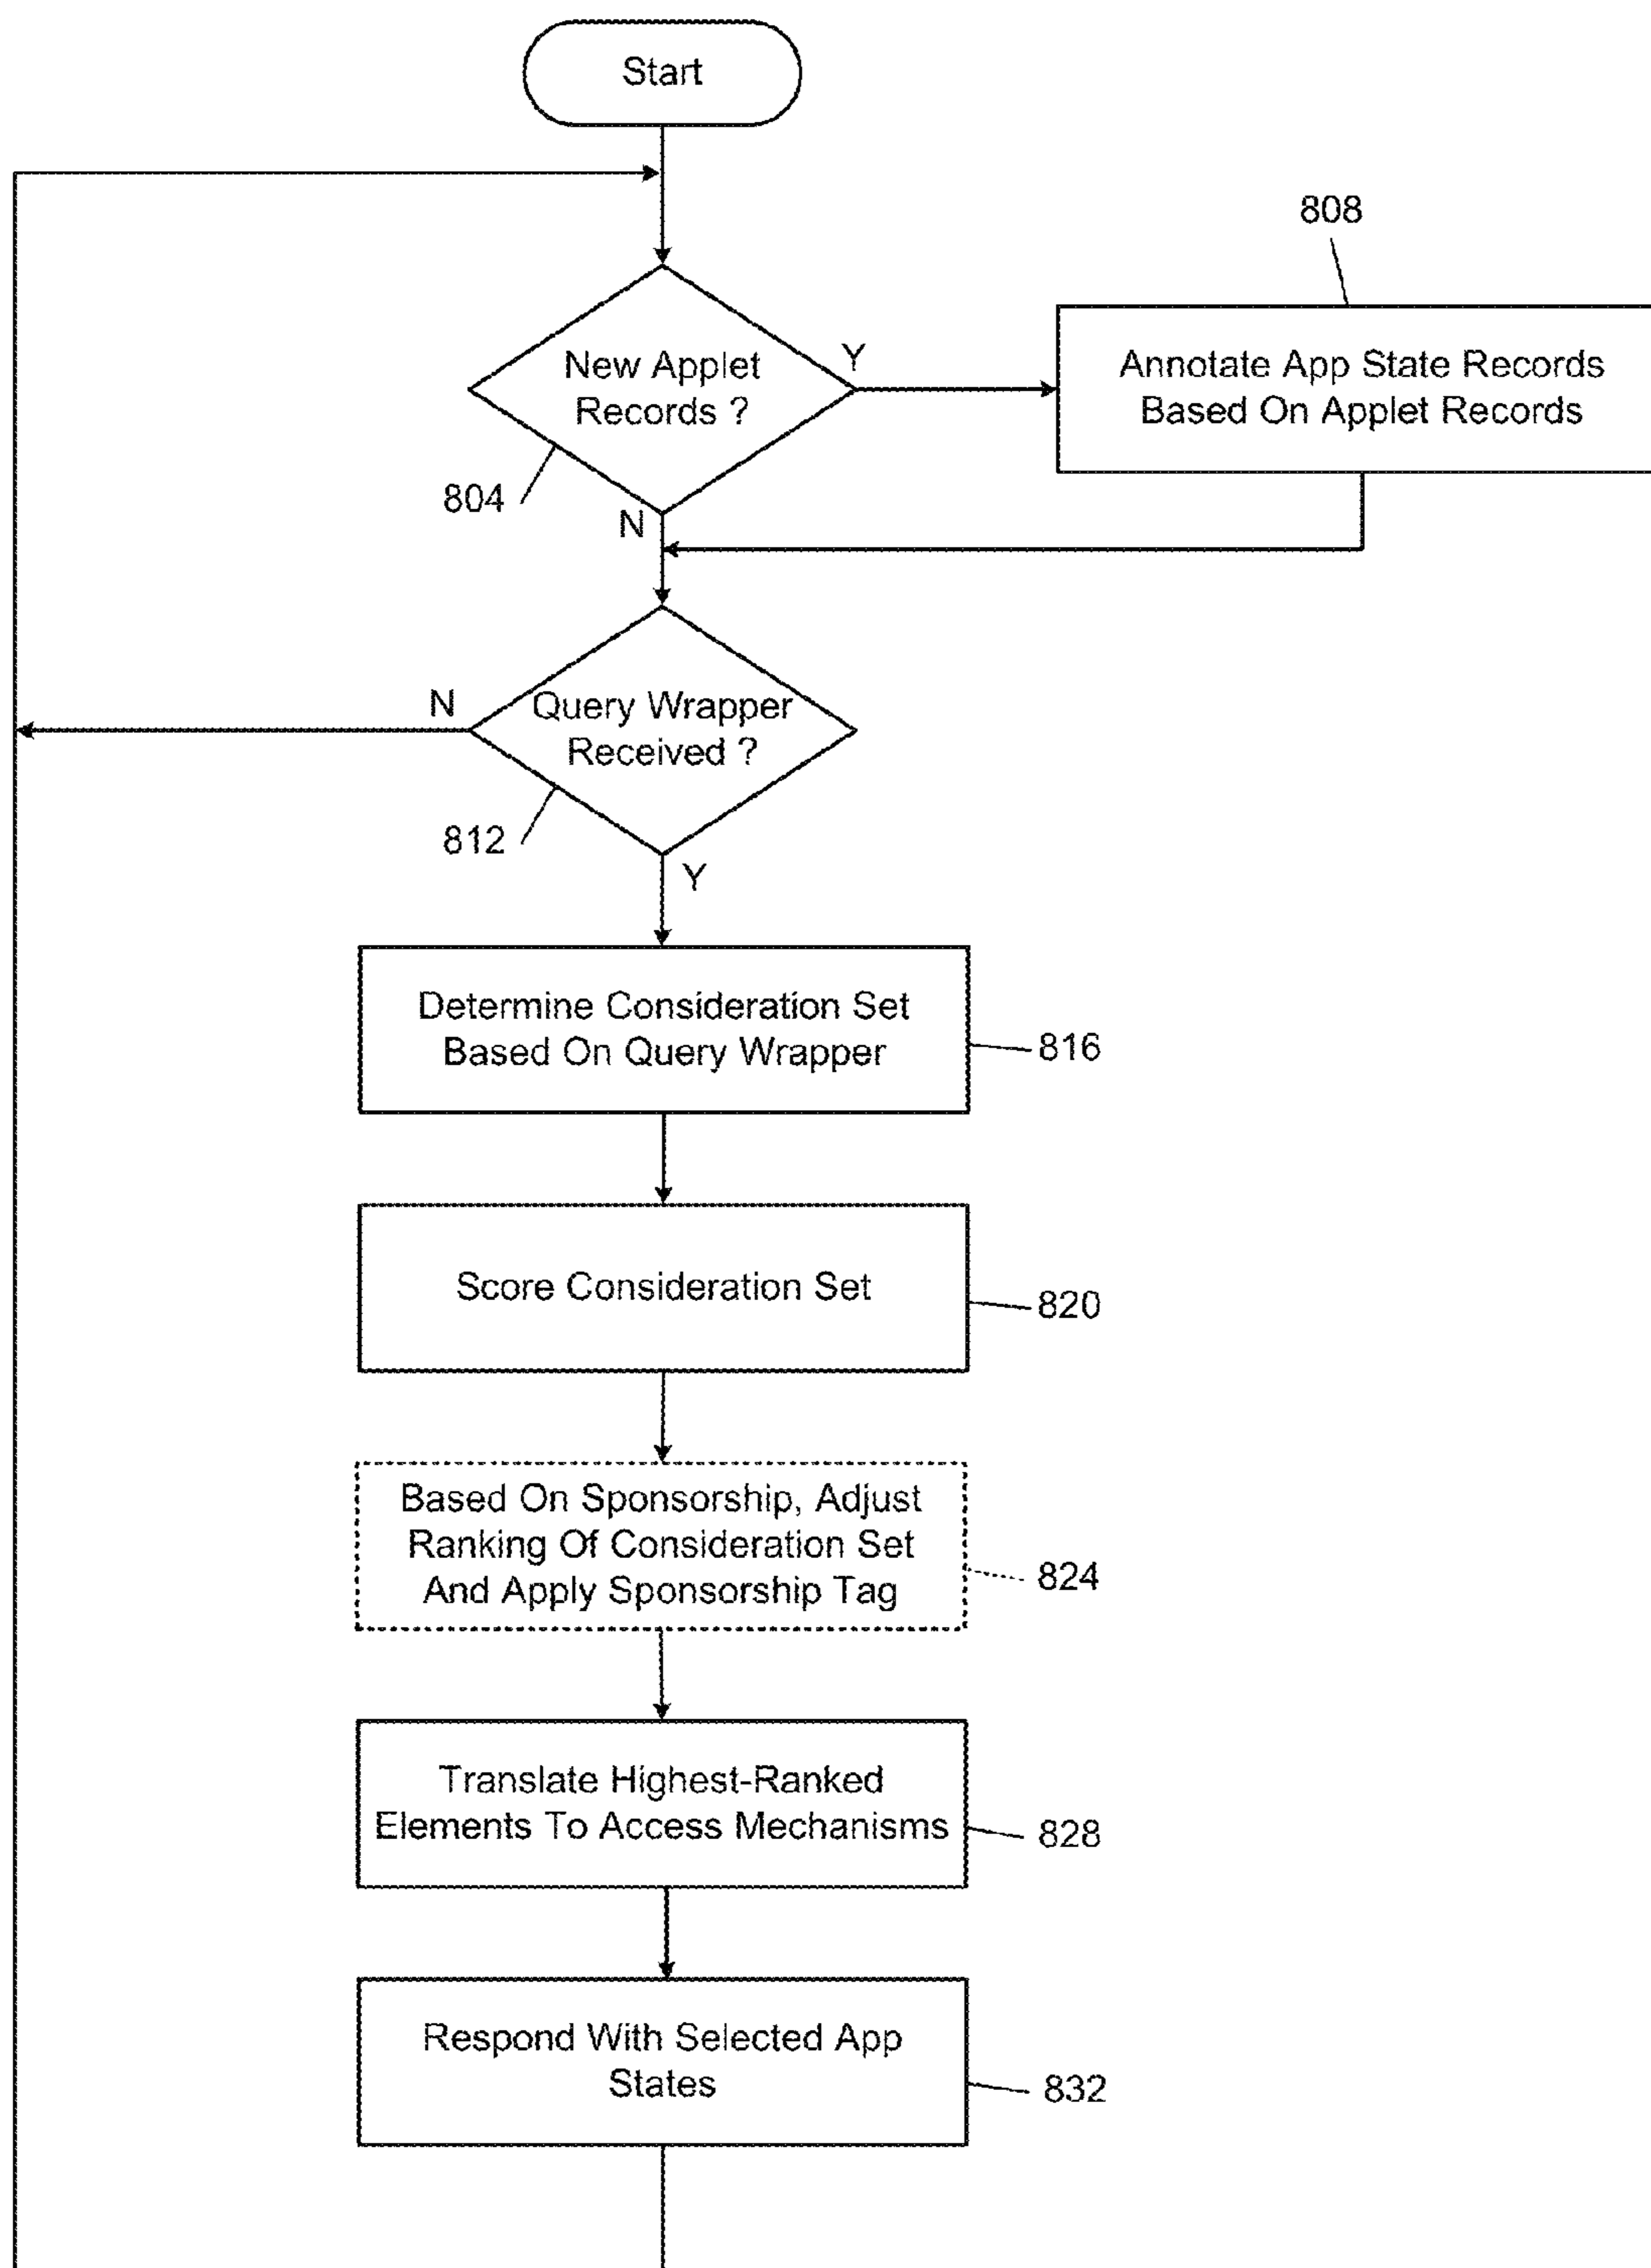 Start
808
New Applet
Records ?
Y
Annotate App State Records
Based On Applet Records
804
N
Query Wrapper
Received ?
N
812
Y
Determine Consideration Set
Based On Query Wrapper
816
Score Consideration Set
820
Based On Sponsorship, Adjust
Ranking Of Consideration Set
And Apply Sponsorship Tag
824
Translate Highest-Ranked
Elements To Access Mechanisms
828
Respond With Selected App
States
832